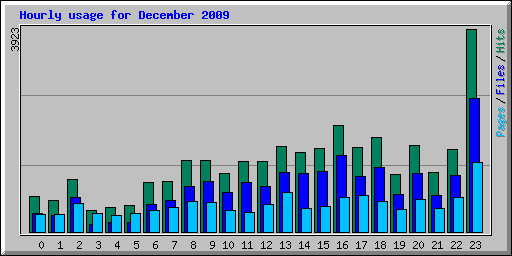 Hourly usage for December 2009
3923
Pages / Files / Hits
0 1 2 3 4 5 6 7 8 9 10 11 12 13 14 15 16 17 18 19 20 21 22 23